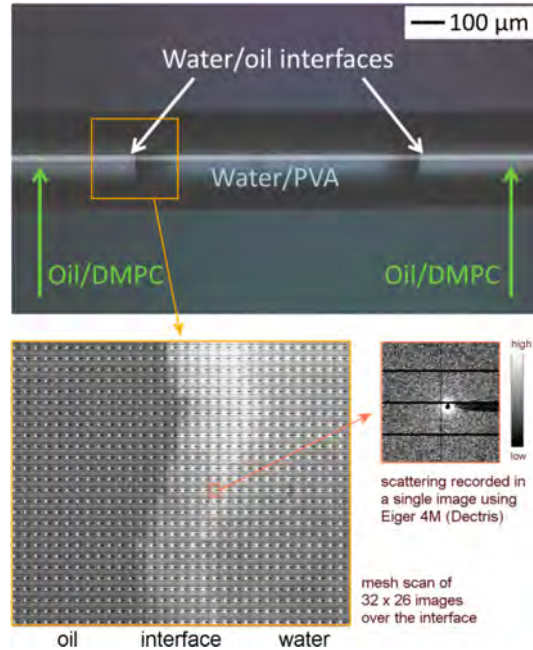 100 µm
Water/oil interfaces
Water/PVA
Oil/DMPC
Oil/DMPC
high
low
scattering recorded in
a single image using
Eiger 4M (Dectris)
mesh scan of
32 x 26 images
over the interface
oil interface water